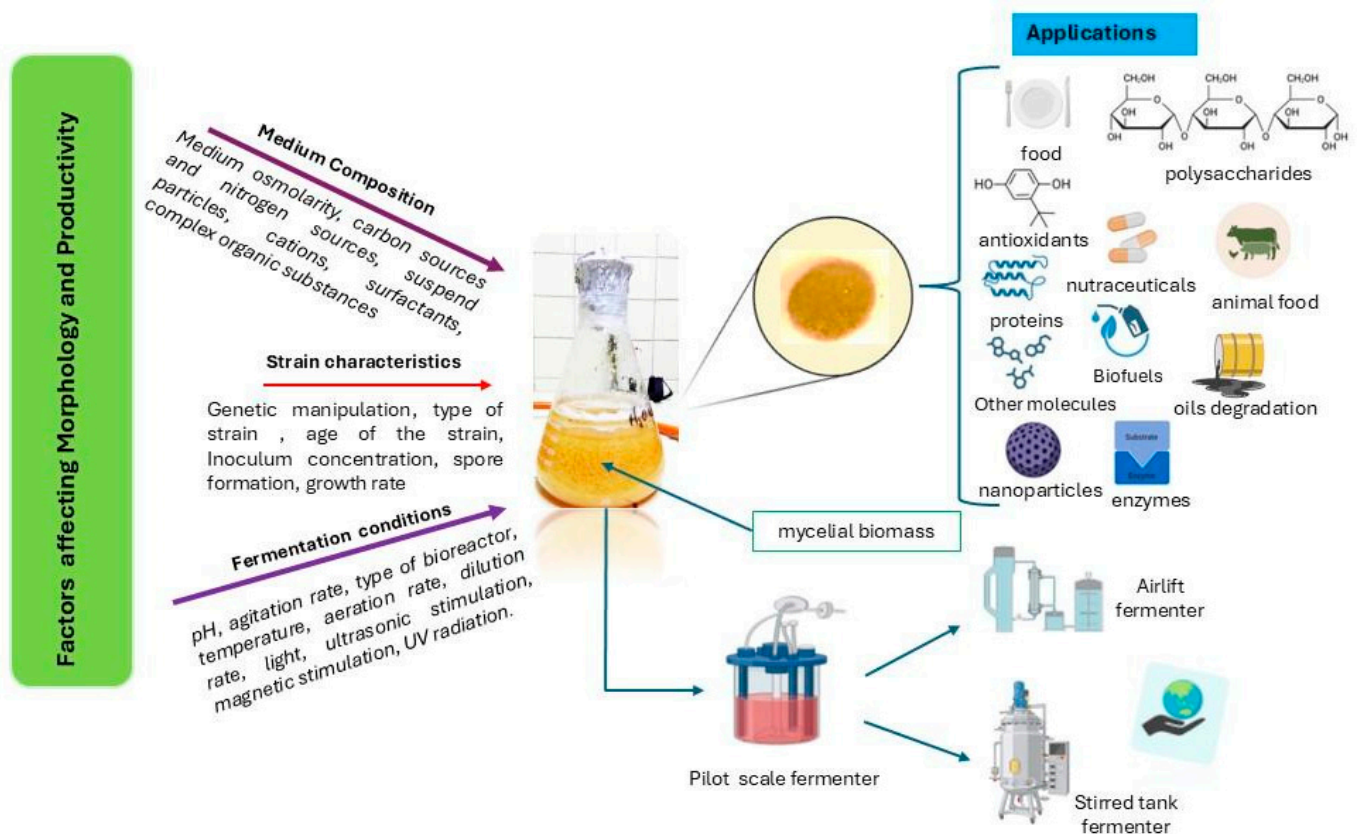 Factors affecting Morphology and Productivity
Medium Composition
Medium osmolarity, carbon sources
and nitrogen sources, suspend
particles, cations, surfactants,
complex organic substances
Strain characteristics
Genetic manipulation, type of
strain , age of the strain,
Inoculum concentration, spore
formation, growth rate
Fermentation conditions
pH, agitation rate, type of bioreactor,
temperature, aeration rate, dilution
rate, light, ultrasonic stimulation,
magnetic stimulation, UV radiation.
mycelial biomass
Pilot scale fermenter
Airlift
fermenter
Stirred tank
fermenter
Applications
food
CH₂OH CH₂OH CH₂OH
O O O
OH OH OH
OH O O OH
OH OH OH
polysaccharides
HO OH
antioxidants
nutraceuticals
animal food
proteins
Biofuels
Other molecules
oils degradation
nanoparticles
Substrate
Enzyme
enzymes